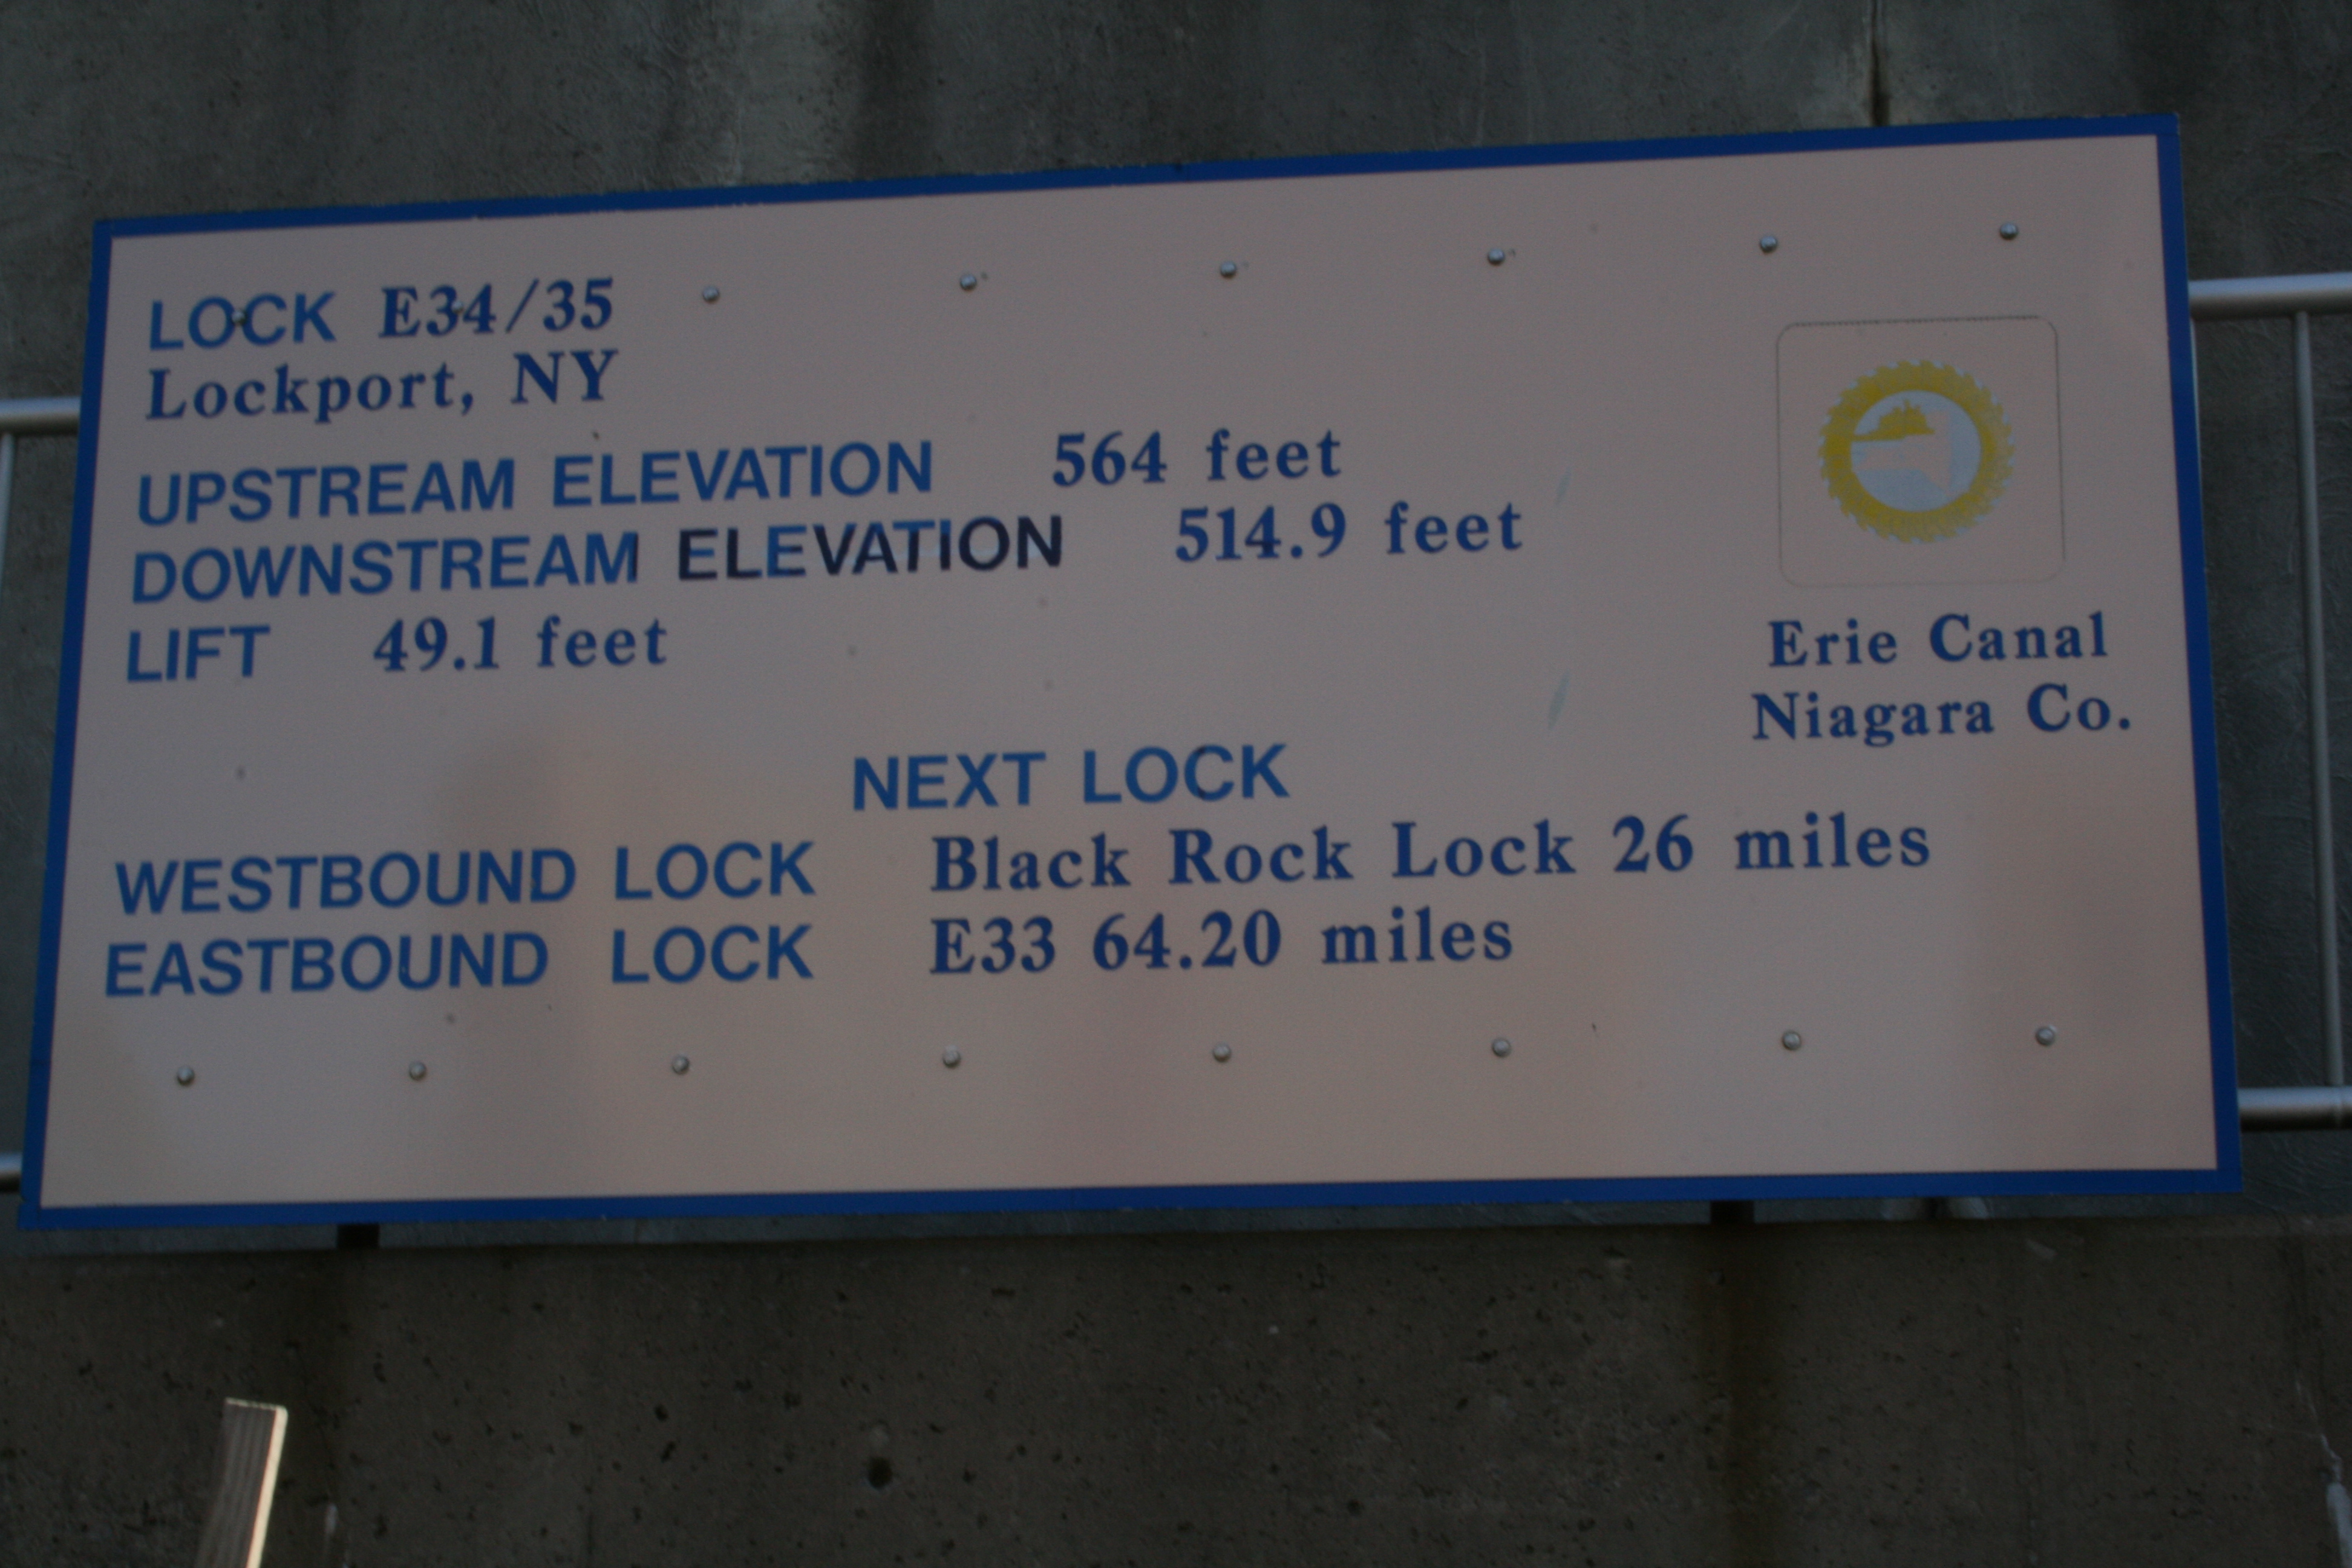 LOCK E34/35
Lockport, NY
UPSTREAM ELEVATION 564 feet
DOWNSTREAM ELEVATION 514.9 feet
LIFT 49.1 feet
Erie Canal
Niagara Co.
NEXT LOCK
WESTBOUND LOCK Black Rock Lock 26 miles
EASTBOUND LOCK E33 64.20 miles